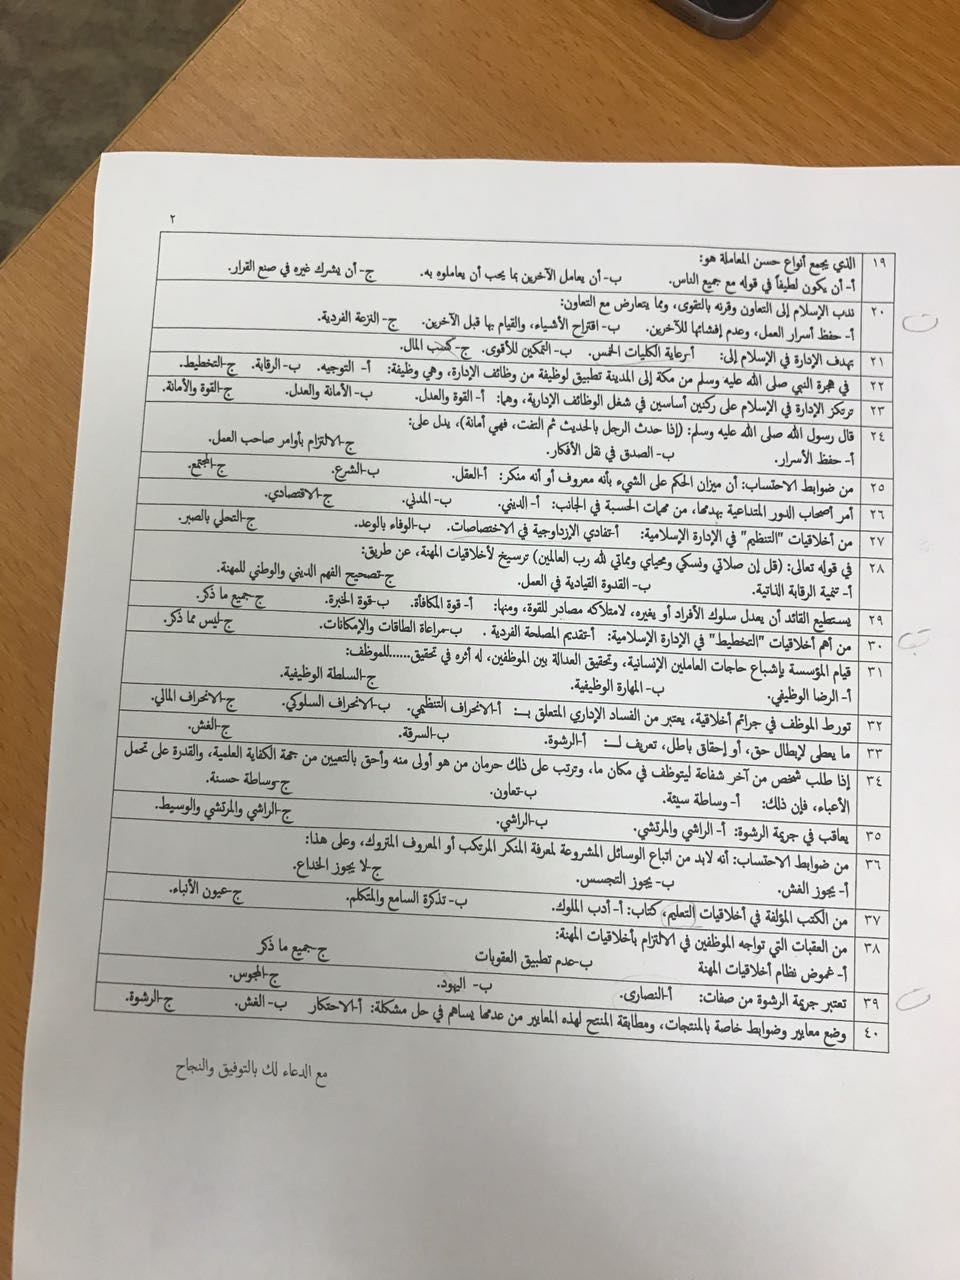 ٢
١٩ الذي يجمع أنواع حسن المعاملة هو:
أ- أن يكون لطيفاً في قوله مع جميع الناس. ب- أن يعامل الآخرين بما يحب أن يعاملوه به. ج- أن يشرك غيره في صنع القرار.
٢٠ ندب الإسلام إلى التعاون وقرنه بالتقوى، ومما يتعارض مع التعاون:
أ- حفظ أسرار العمل، وعدم إفشائها للآخرين. ب- اقتراح الأشياء، والقيام بها قبل الآخرين. ج- النزعة الفردية.
٢١ يهدف الإدارة في الإسلام إلى: أ-رعاية الكليات الخمس. ب- التمكين للأقوى. ج- كسب المال.
٢٢ في هجرة النبي صلى الله عليه وسلم من مكة إلى المدينة تطبيق لوظيفة من وظائف الإدارة، وهي وظيفة: أ- التوجيه. ب- الرقابة. ج- التخطيط.
٢٣ ترتكز الإدارة في الإسلام على ركنين أساسين في شغل الوظائف الإدارية، وهما: أ- القوة والعدل. ب- الأمانة والعدل. ج- القوة والأمانة.
٢٤ قال رسول الله صلى الله عليه وسلم: (إذا حدث الرجل بالحديث ثم التفت، فهي أمانة)، يدل على:
أ- حفظ الأسرار. ب- الصدق في نقل الأفكار. ج-الالتزام بأوامر صاحب العمل.
٢٥ من ضوابط الاحتساب: أن ميزان الحكم على الشيء بأنه معروف أو أنه منكر: أ-العقل. ب- الشرع. ج-المجتمع.
٢٦ أمر أصحاب الدور المتداعية بهدمها، من مهمات الحسبة في الجانب: أ- الديني. ب- المدني. ج-الاقتصادي.
٢٧ من أخلاقيات "التنظيم" في الإدارة الإسلامية: أ-تفادي الإزدواجية في الاختصاصات. ب-الوفاء بالوعد. ج- التحلي بالصبر.
٢٨ في قوله تعالى: (قل إن صلاتي ونسكي ومحياي ومماتي لله رب العالمين) ترسيخ لأخلاقيات المهنة، عن طريق:
أ- تنمية الرقابة الذاتية. ب- القدوة القيادية في العمل. ج-تصحيح الفهم الديني والوطني للمهنة.
٢٩ يستطيع القائد أن يعدل سلوك الأفراد أو يغيره، لامتلاكه مصادر للقوة، ومنها: أ- قوة المكافأة. ب- قوة الخبرة. ج- جميع ما ذكر.
٣٠ من أهم أخلاقيات "التخطيط" في الإدارة الإسلامية: أ-تقديم المصلحة الفردية . ب- مراعاة الطاقات والإمكانات. ج-ليس مما ذكر.
٣١ قيام المؤسسة بإشباع حاجات العاملين الإنسانية، وتحقيق العدالة بين الموظفين، له أثره في تحقيق......للموظف:
أ- الرضا الوظيفي. ب- المهارة الوظيفية. ج- السلطة الوظيفية.
٣٢ تورط الموظف في جرائم أخلاقية، يعتبر من الفساد الإداري المتعلق بـ: أ-الانحراف التنظيمي. ب-الانحراف السلوكي. ج-الانحراف المالي.
٣٣ ما يعطى لإبطال حق، أو إحقاق باطل، تعريف لـ: أ-الرشوة. ب-السرقة. ج-الغش.
٣٤ إذا طلب شخص من آخر شفاعة ليتوظف في مكان ما، وترتب على ذلك حرمان من هو أولى منه وأحق بالتعيين من جهة الكفاية العلمية، والقدرة على تحمل
الأعباء، فإن ذلك: أ- وساطة سيئة. ب-تعاون. ج-وساطة حسنة.
٣٥ يعاقب في جريمة الرشوة: أ- الراشي والمرتشي. ب-الراشي. ج-الراشي والمرتشي والوسيط.
٣٦ من ضوابط الاحتساب: أنه لابد من اتباع الوسائل المشروعة لمعرفة المنكر المرتكب أو المعروف المتروك، وعلى هذا:
أ- يجوز الغش. ب- يجوز التجسس. ج-لا يجوز الخداع.
٣٧ من الكتب المؤلفة في أخلاقيات التعليم، كتاب: أ- أدب الملوك. ب- تذكرة السامع والمتكلم. ج-عيون الأنباء.
٣٨ من العقبات التي تواجه الموظفين في الالتزام بأخلاقيات المهنة:
أ- غموض نظام أخلاقيات المهنة ب-عدم تطبيق العقوبات ج-جميع ما ذكر
٣٩ تعتبر جريمة الرشوة من صفات: أ-النصارى. ب- اليهود. ج-المجوس.
٤٠ وضع معايير وضوابط خاصة بالمنتجات، ومطابقة المنتج لهذه المعايير من عدمها يساهم في حل مشكلة: أ-الاحتكار ب- الغش. ج-الرشوة.
مع الدعاء لك بالتوفيق والنجاح